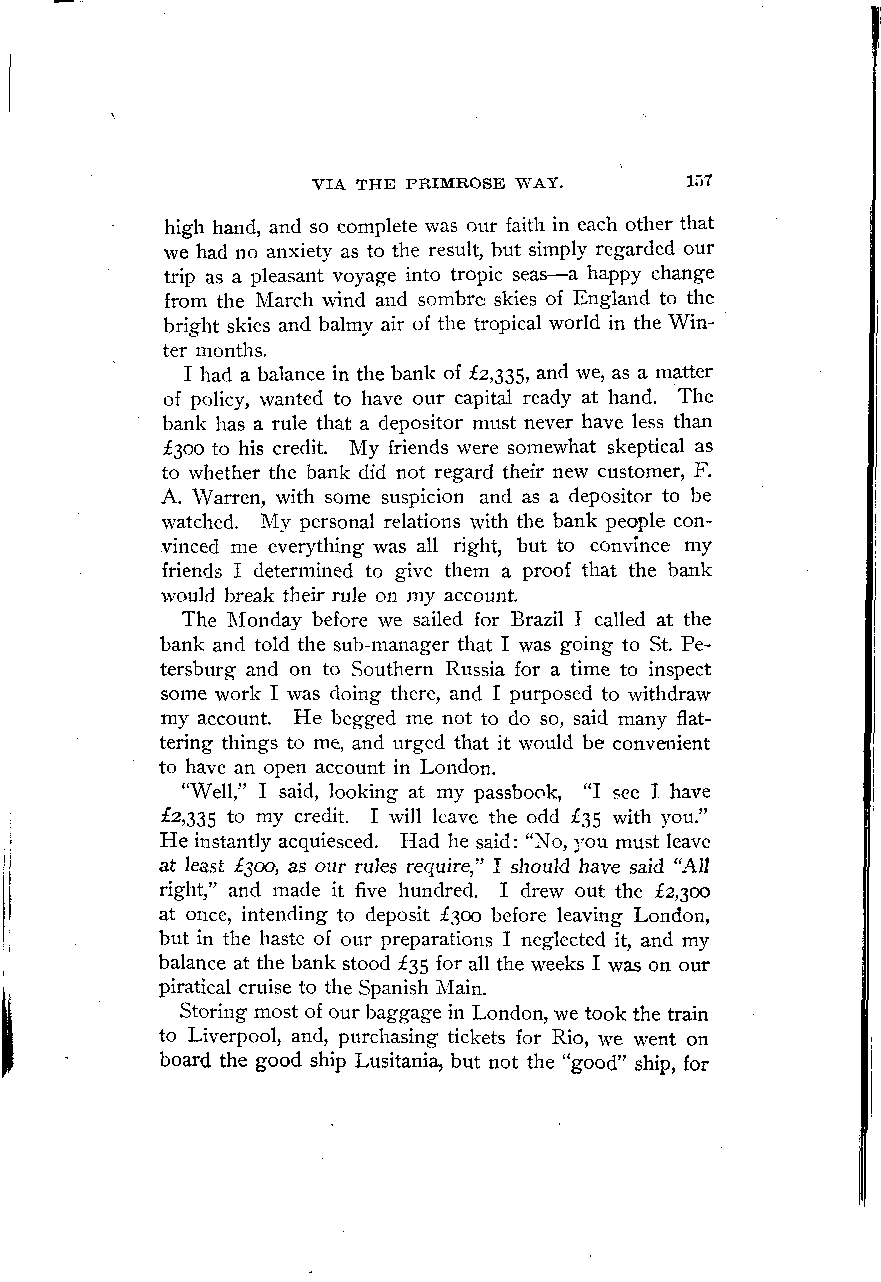 VIA THE PRIMROSE WAY. 157
high hand, and so complete was our faith in each other that
we had no anxiety as to the result, but simply regarded our
trip as a pleasant voyage into tropic seas—a happy change
from the March wind and sombre skies of England to the
bright skies and balmy air of the tropical world in the Win-
ter months.
I had a balance in the bank of £2,335, and we, as a matter
of policy, wanted to have our capital ready at hand. The
bank has a rule that a depositor must never have less than
£300 to his credit. My friends were somewhat skeptical as
to whether the bank did not regard their new customer, F.
A. Warren, with some suspicion and as a depositor to be
watched. My personal relations with the bank people con-
vinced me everything was all right, but to convince my
friends I determined to give them a proof that the bank
would break their rule on my account.
The Monday before we sailed for Brazil I called at the
bank and told the sub-manager that I was going to St. Pe-
tersburg and on to Southern Russia for a time to inspect
some work I was doing there, and I purposed to withdraw
my account. He begged me not to do so, said many flat-
tering things to me, and urged that it would be convenient
to have an open account in London.
"Well," I said, looking at my passbook, "I see I have
£2,335 to my credit. I will leave the odd £35 with you."
He instantly acquiesced. Had he said: "No, you must leave
at least £300, as our rules require," I should have said "All
right," and made it five hundred. I drew out the £2,300
at once, intending to deposit £300 before leaving London,
but in the haste of our preparations I neglected it, and my
balance at the bank stood £35 for all the weeks I was on our
piratical cruise to the Spanish Main.
Storing most of our baggage in London, we took the train
to Liverpool, and, purchasing tickets for Rio, we went on
board the good ship Lusitania, but not the "good" ship, for